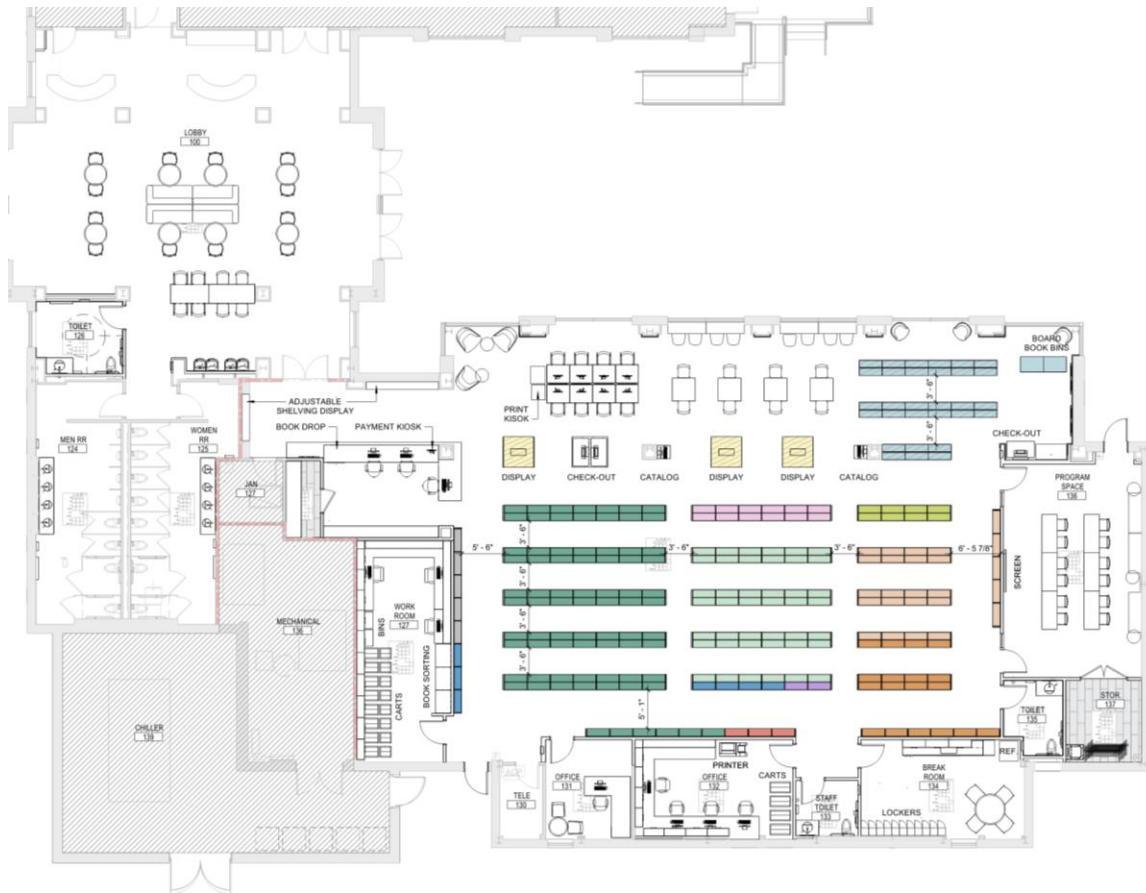 LOBBY
100
TOILET
126
BOARD
BOOK BINS
ADJUSTABLE
SHELVING DISPLAY
PRINT
KISOK
3' - 6"
3' - 6"
BOOK DROP
PAYMENT KIOSK
MEN RR
124
WOMEN
RR
125
CHECK-OUT
DISPLAY
CHECK-OUT
CATALOG
DISPLAY
DISPLAY
CATALOG
JAN
127
PROGRAM
SPACE
136
3' - 6"
5' - 6"
3' - 6"
3' - 6"
6' - 5 7/8"
3' - 6"
SCREEN
WORK
ROOM
127
BINS
MECHANICAL
136
3' - 6"
3' - 6"
CARTS
BOOK SORTING
5' - 1"
CHILLER
139
TOILET
135
STOR.
137
PRINTER
REF.
OFFICE
131
OFFICE
132
CARTS
BREAK
ROOM
134
TELE
130
STAFF
TOILET
133
LOCKERS